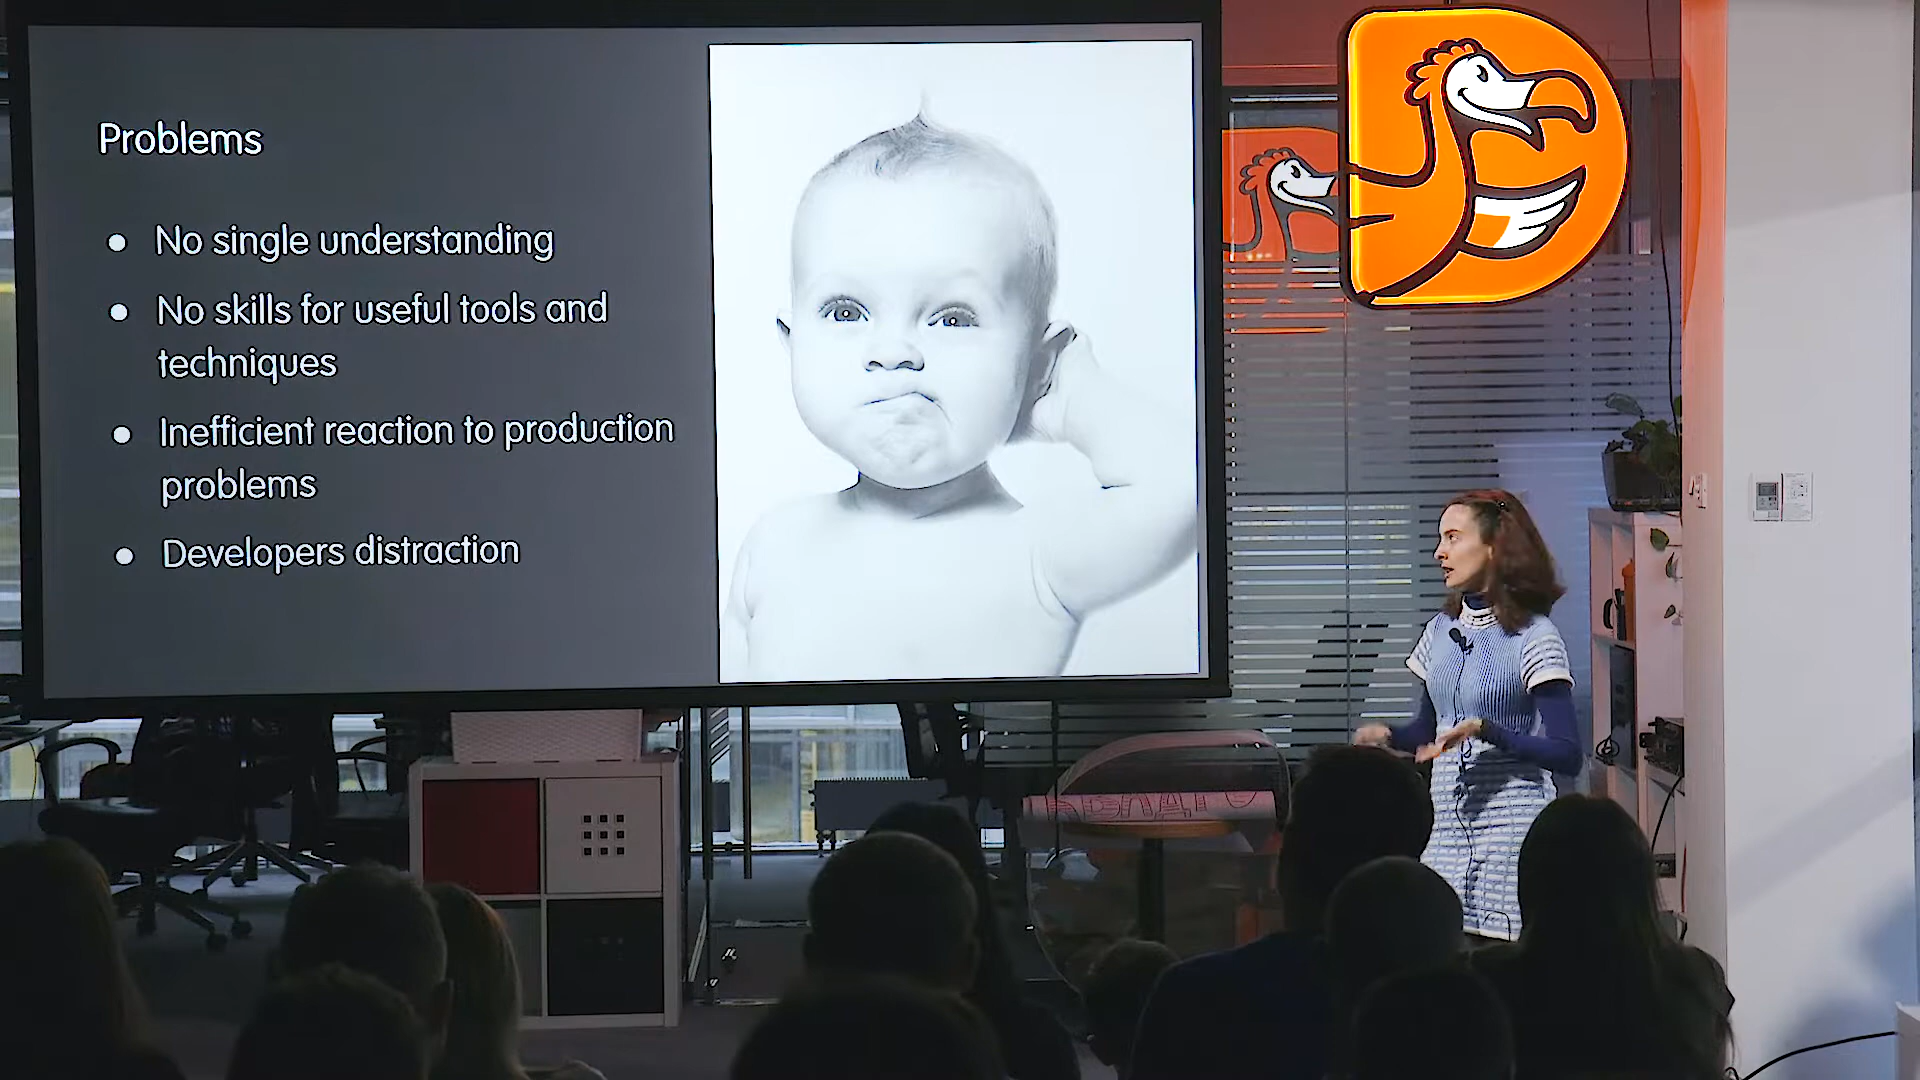 Problems
No single understanding
No skills for useful tools and
techniques
Inefficient reaction to production
problems
Developers distraction